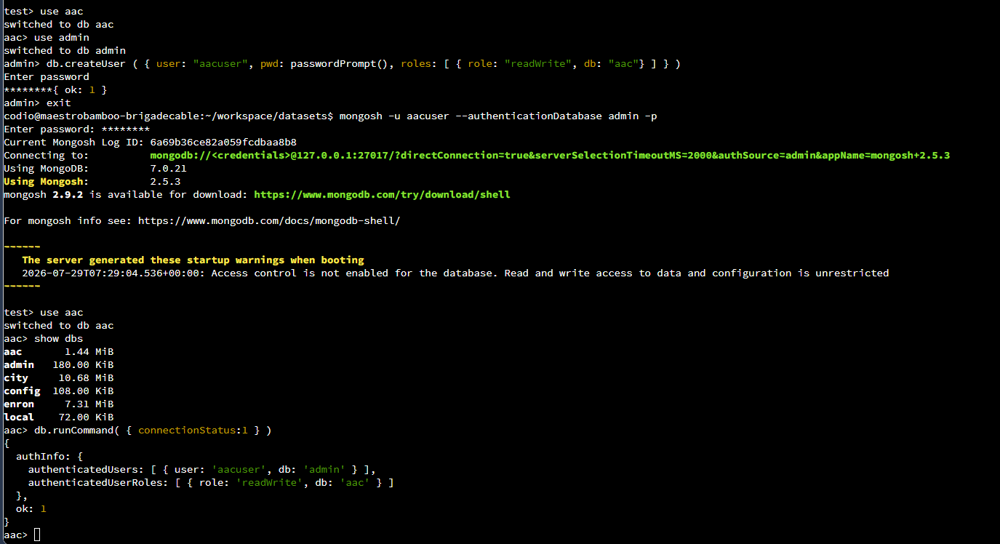 test> use aac
switched to db aac
aac> use admin
switched to db admin
admin> db.createUser ( { user: "aacuser", pwd: passwordPrompt(), roles: [ { role: "readWrite", db: "aac"} ] } )
Enter password
********{ ok: 1 }
admin> exit
codio@maestrobamboo-brigadecable:~/workspace/datasets$ mongosh -u aacuser --authenticationDatabase admin -p
Enter password: ********
Current Mongosh Log ID: 6a69b36ce82a059fcdbaa8b8
Connecting to:          mongodb://<credentials>@127.0.0.1:27017/?directConnection=true&serverSelectionTimeoutMS=2000&authSource=admin&appName=mongosh+2.5.3
Using MongoDB:          7.0.21
Using Mongosh:          2.5.3
mongosh 2.9.2 is available for download: https://www.mongodb.com/try/download/shell
For mongosh info see: https://www.mongodb.com/docs/mongodb-shell/
------
   The server generated these startup warnings when booting
   2026-07-29T07:29:04.536+00:00: Access control is not enabled for the database. Read and write access to data and configuration is unrestricted
------
test> use aac
switched to db aac
aac> show dbs
aac       1.44 MiB
admin   180.00 KiB
city     10.68 MiB
config  108.00 KiB
enron     7.31 MiB
local    72.00 KiB
aac> db.runCommand( { connectionStatus:1 } )
{
  authInfo: {
    authenticatedUsers: [ { user: 'aacuser', db: 'admin' } ],
    authenticatedUserRoles: [ { role: 'readWrite', db: 'aac' } ]
  },
  ok: 1
}
aac>